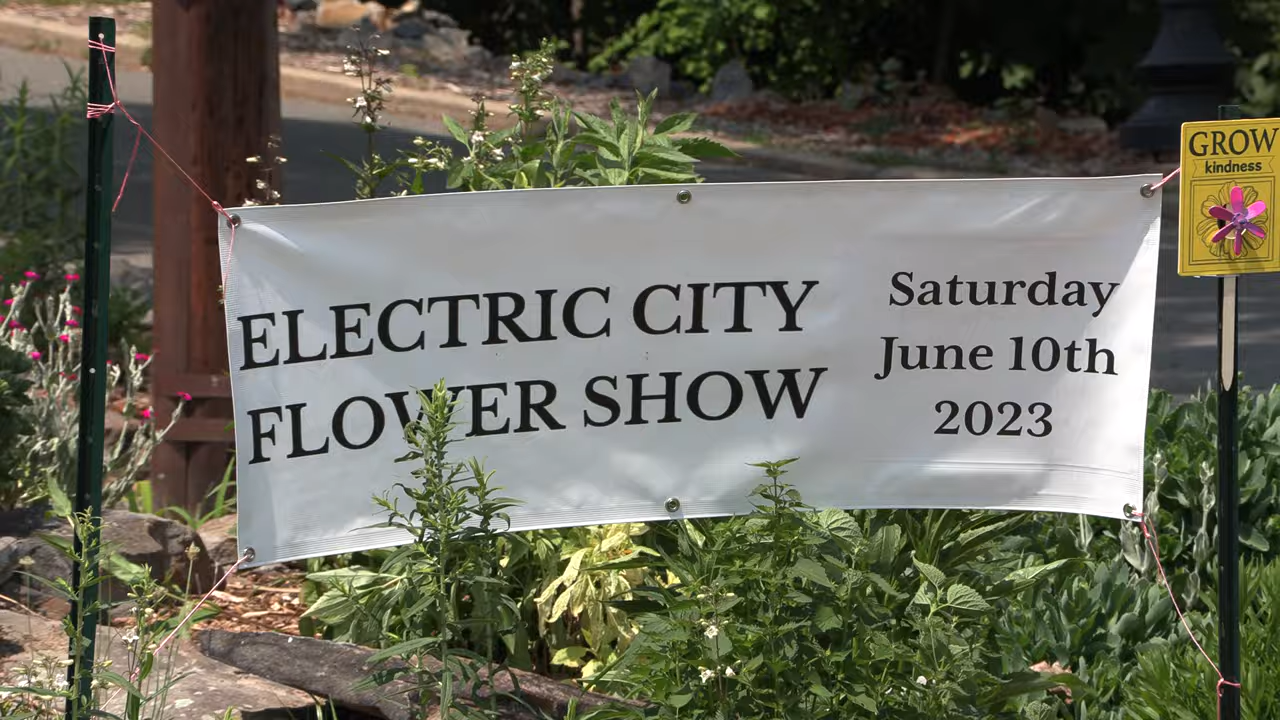 ELECTRIC CITY
FLOWER SHOW
Saturday
June 10th
2023
GROW
kindness